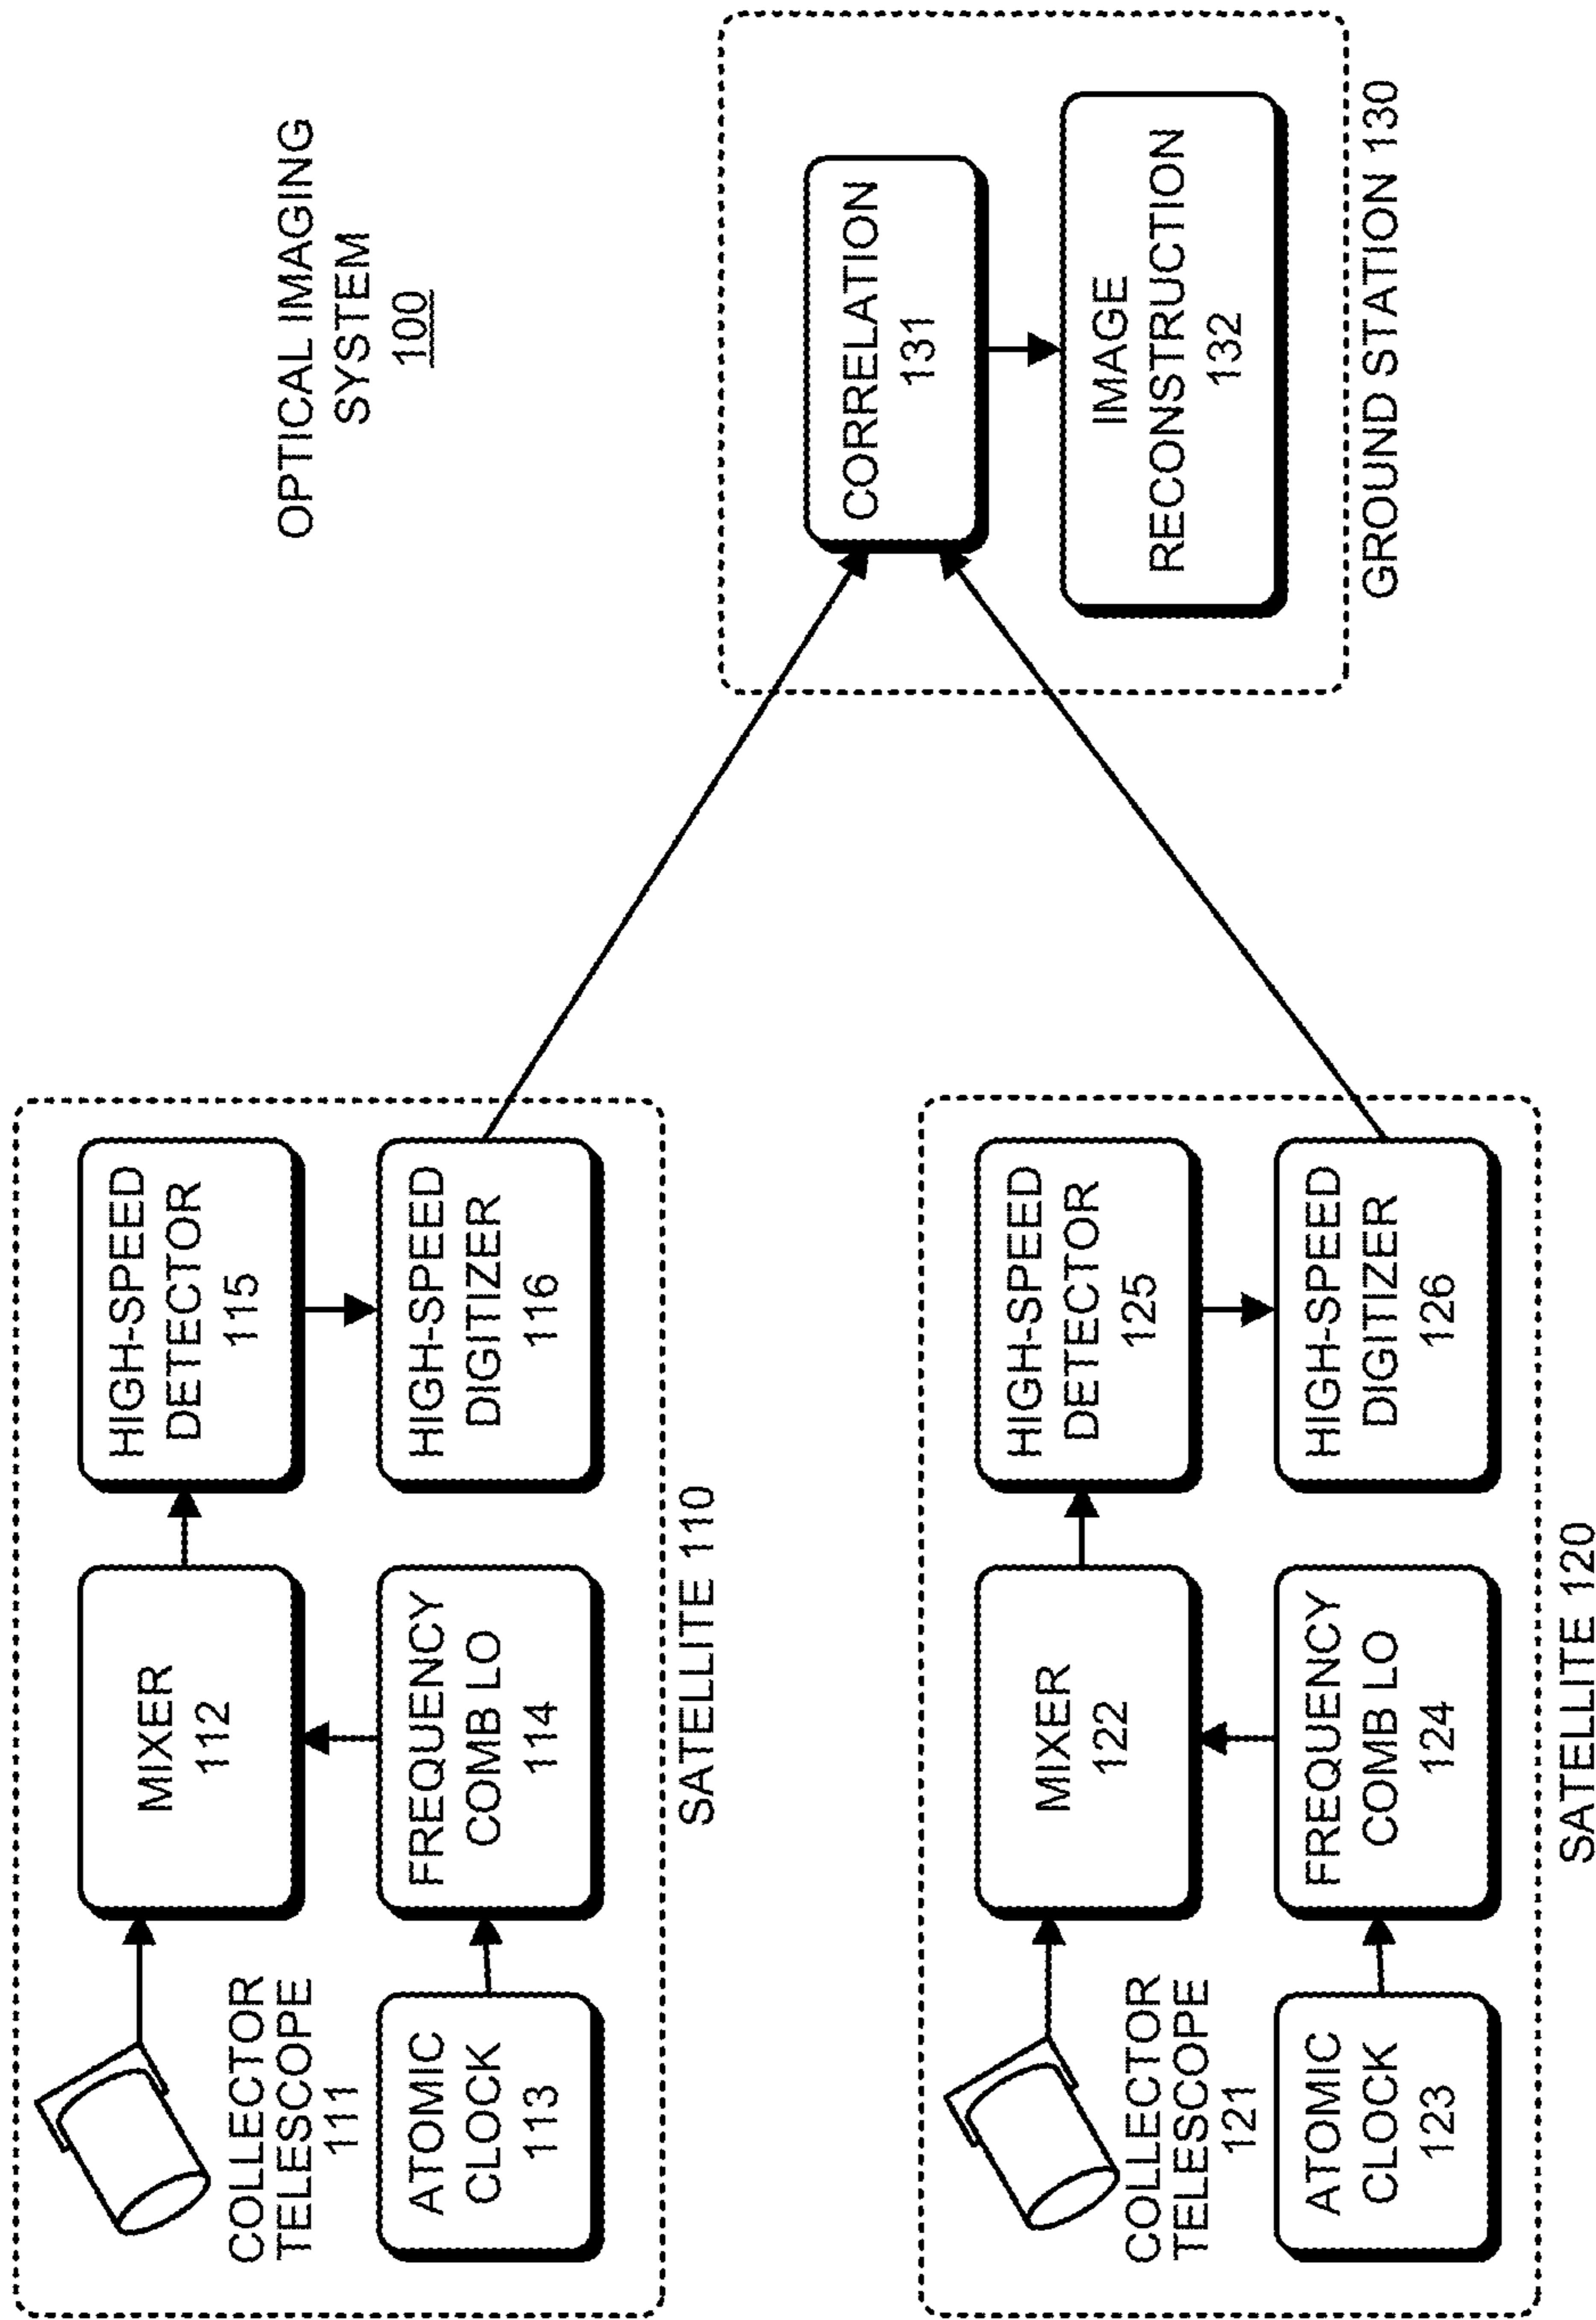 OPTICAL IMAGING
SYSTEM
100
HIGH-SPEED
DETECTOR
115
MIXER
112
COLLECTOR
TELESCOPE
111
HIGH-SPEED
DIGITIZER
116
FREQUENCY
COMB LO
114
ATOMIC
CLOCK
113
SATELLITE 110
CORRELATION
131
IMAGE
RECONSTRUCTION
132
GROUND STATION 130
HIGH-SPEED
DETECTOR
125
MIXER
122
COLLECTOR
TELESCOPE
121
HIGH-SPEED
DIGITIZER
126
FREQUENCY
COMB LO
124
ATOMIC
CLOCK
123
SATELLITE 120